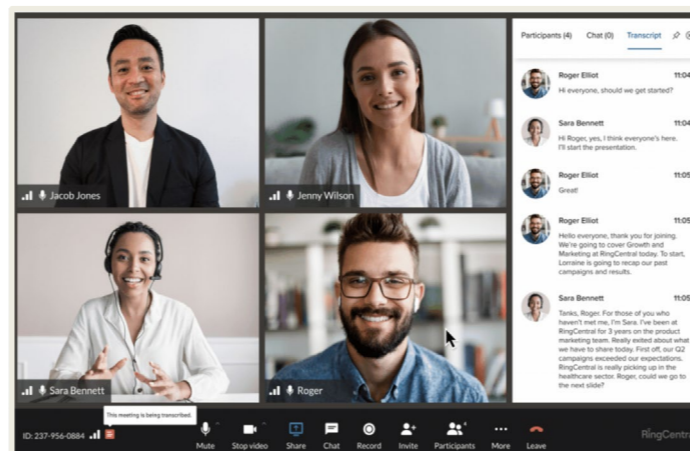 Participants (4) Chat (0) Transcript
Roger Elliot 11:04
Hi everyone, should we get started?
Sara Bennett 11:04
Hi Roger, yes, I think everyone's here.
I'll start the presentation.
Roger Elliot 11:05
Great!
Roger Elliot 11:05
Hello everyone, thank you for joining.
We're going to cover Growth and
Marketing at RingCentral today. To start,
Lorraine is going to recap our past
campaigns and results.
Sara Bennett 11:05
Tanks, Roger. For those of you who
haven't met me, I'm Sara. I've been at
RingCentral for 3 years on the product
marketing team. Really exited about what
we have to share today. First off, our Q2
campaigns exceeded our expectations.
RingCentral is really picking up in the
healthcare sector. Roger, could we go to
the next slide?
Jacob Jones
Jenny Wilson
Sara Bennett
Roger
This meeting is being transcribed.
ID: 237-956-0884
Mute Stop video Share Chat Record Invite Participants More Leave
4
RingCentra